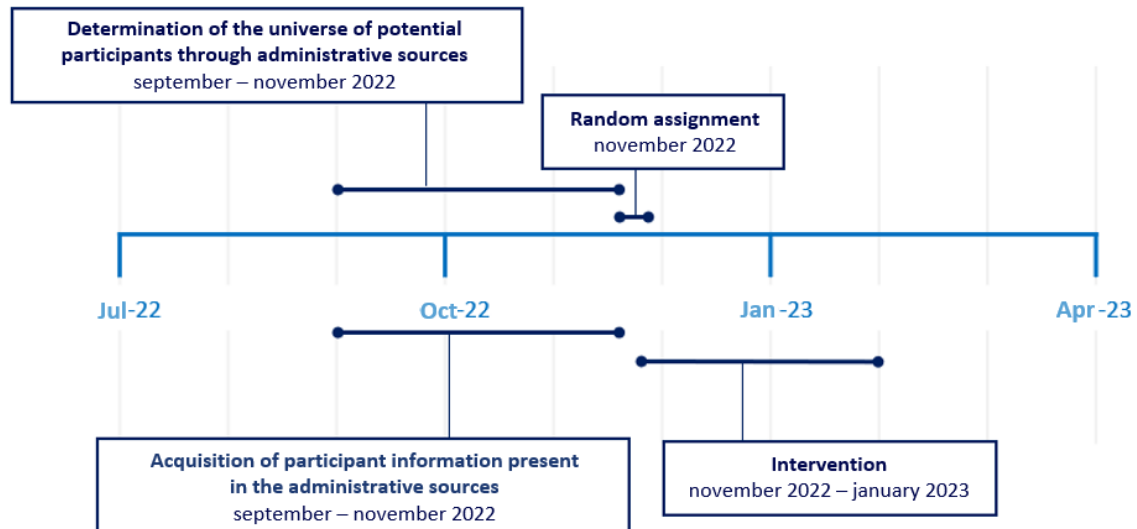 Determination of the universe of potential
participants through administrative sources
september – november 2022
Random assignment
november 2022
Jul-22
Oct-22
Jan -23
Apr -23
Acquisition of participant information present
in the administrative sources
september – november 2022
Intervention
november 2022 – january 2023